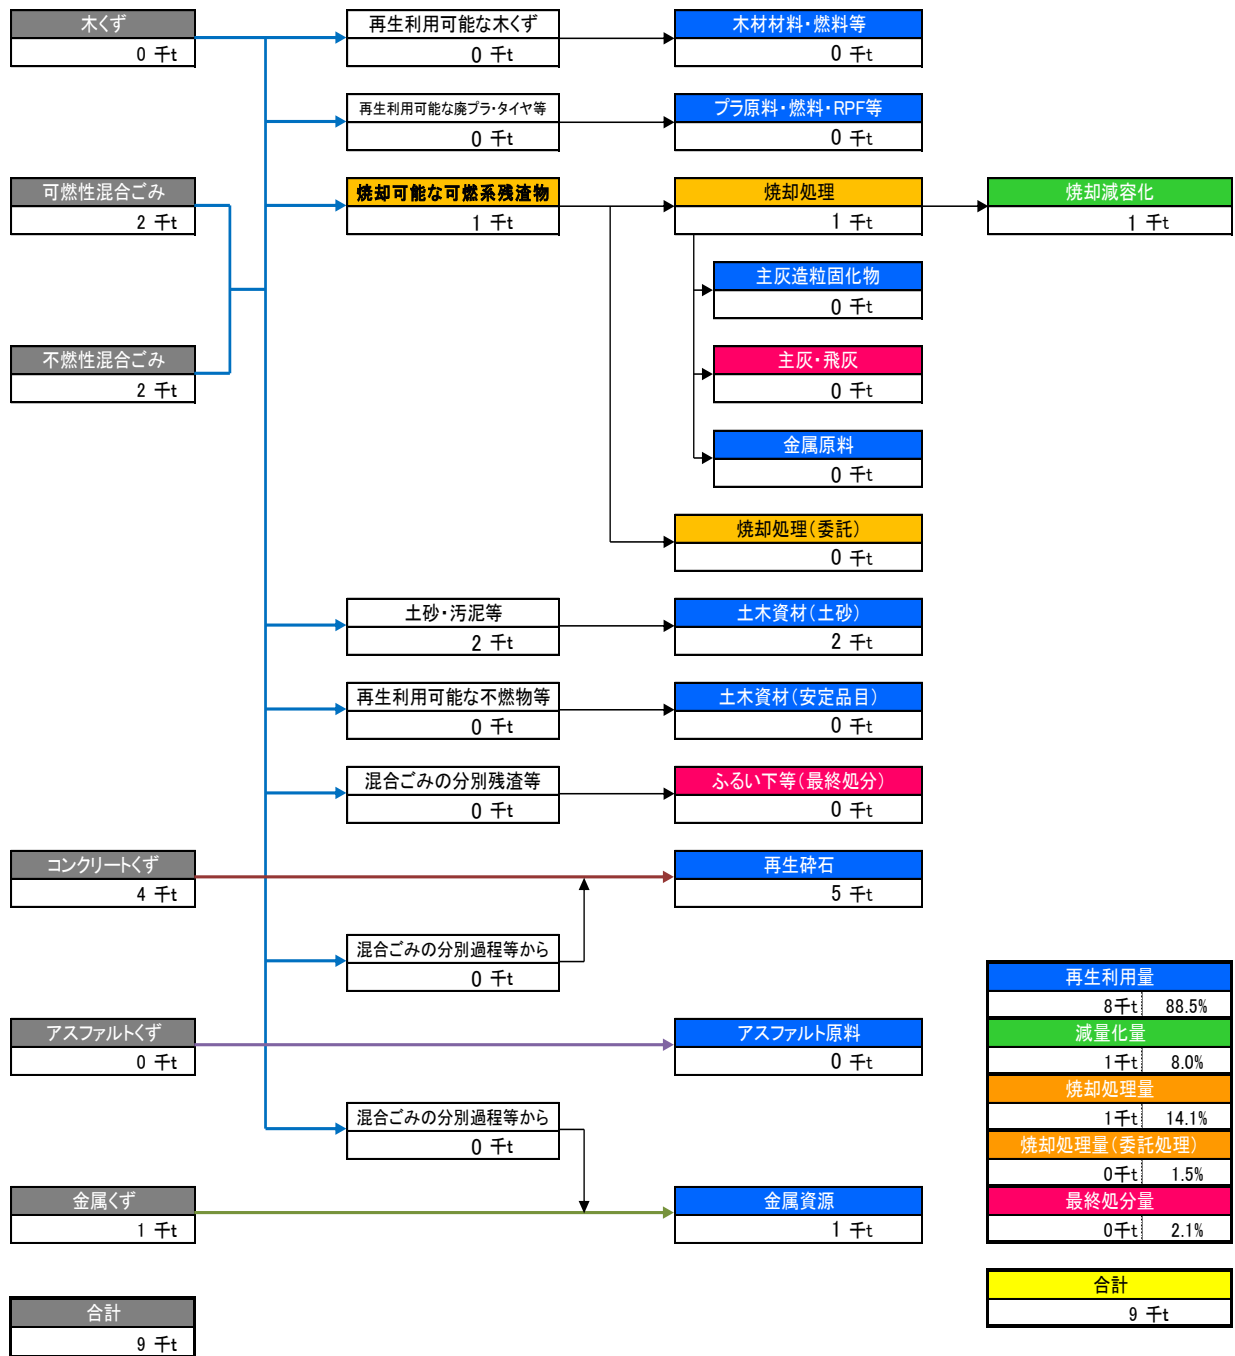 木くず
0 千t
再生利用可能な木くず
0 千t
木材材料・燃料等
0 千t
再生利用可能な廃プラ・タイヤ等
0 千t
プラ原料・燃料・RPF等
0 千t
可燃性混合ごみ
2 千t
焼却可能な可燃系残渣物
1 千t
焼却処理
1 千t
焼却減容化
1 千t
主灰造粒固化物
0 千t
不燃性混合ごみ
2 千t
主灰・飛灰
0 千t
金属原料
0 千t
焼却処理(委託)
0 千t
土砂・汚泥等
2 千t
土木資材(土砂)
2 千t
再生利用可能な不燃物等
0 千t
土木資材(安定品目)
0 千t
混合ごみの分別残渣等
0 千t
ふるい下等(最終処分)
0 千t
コンクリートくず
4 千t
再生砕石
5 千t
混合ごみの分別過程等から
0 千t
アスファルトくず
0 千t
アスファルト原料
0 千t
混合ごみの分別過程等から
0 千t
金属くず
1 千t
金属資源
1 千t
再生利用量
8千t 88.5%
減量化量
1千t 8.0%
焼却処理量
1千t 14.1%
焼却処理量(委託処理)
0千t 1.5%
最終処分量
0千t 2.1%
合計
9 千t
合計
9 千t